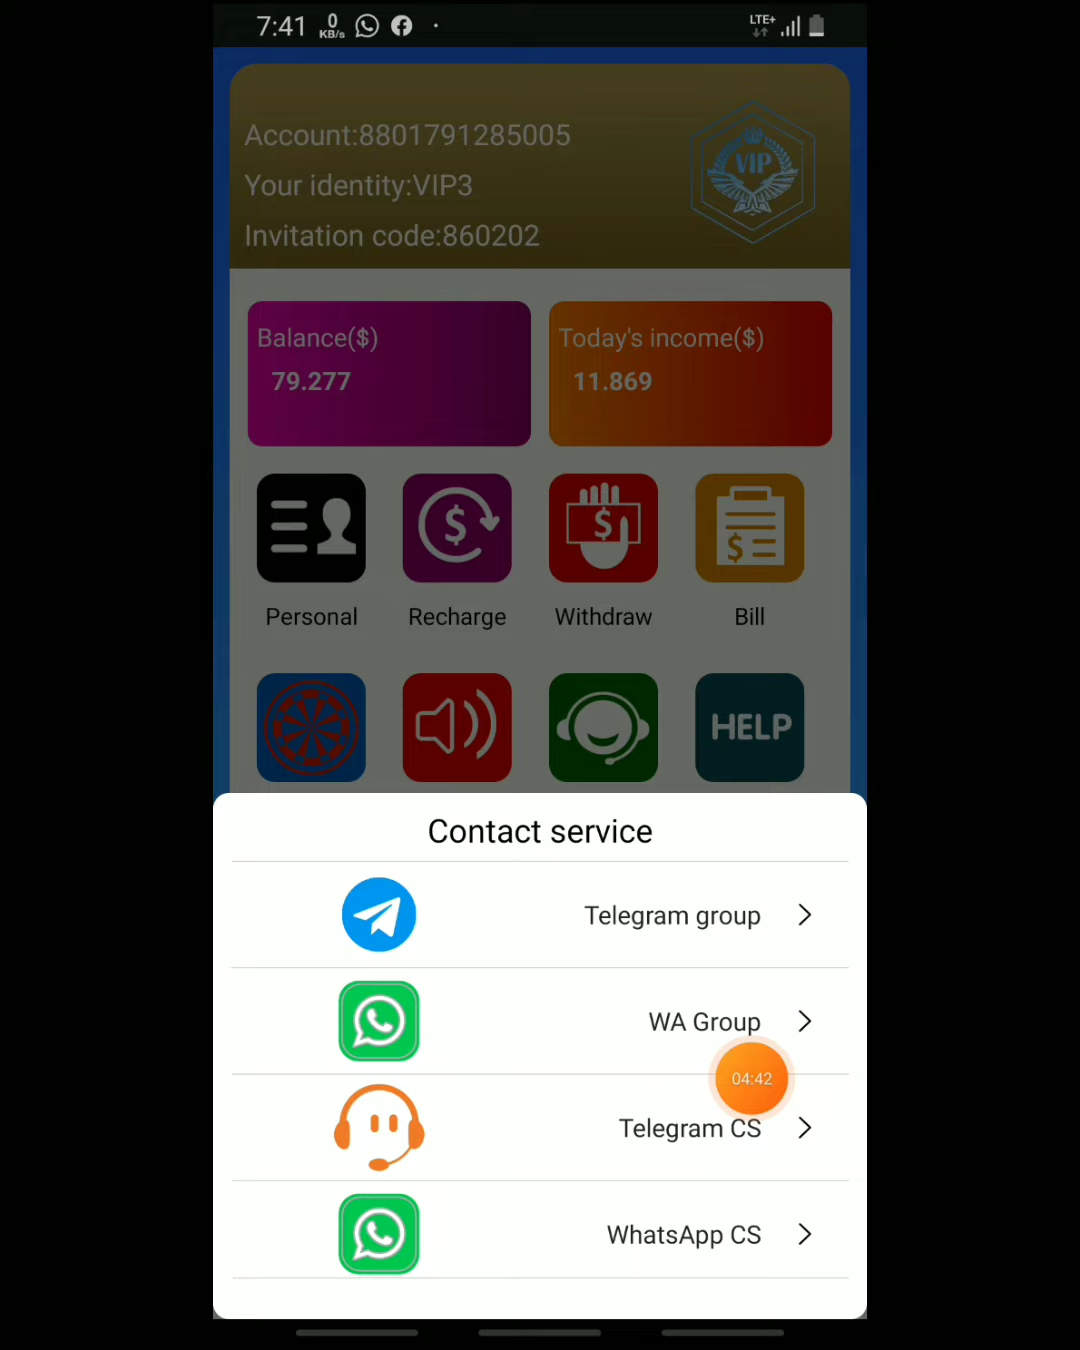 7:41 0 KB/s LTE+
Account:8801791285005
Your identity:VIP3
Invitation code:860202
VIP
Balance($) Today's income($)
79.277 11.869
Personal Recharge Withdraw Bill
HELP
Contact service
Telegram group
WA Group
04:42
Telegram CS
WhatsApp CS